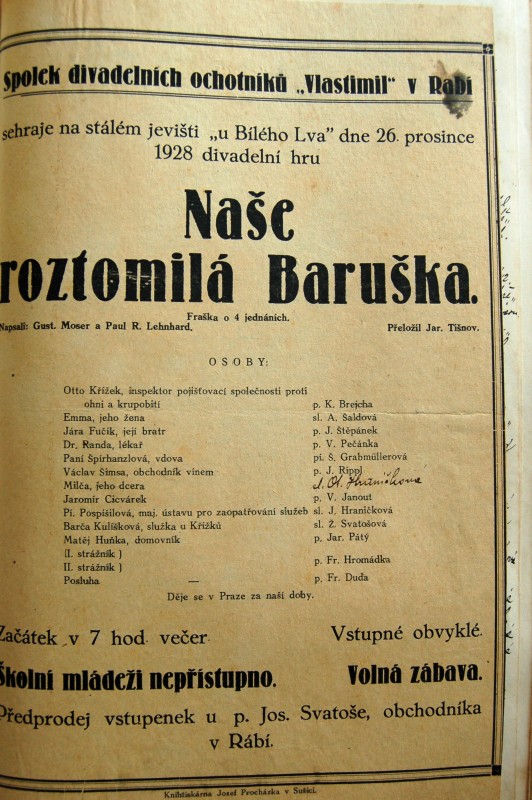 Spolek divadelních ochotníků „Vlastimil“ v Rabí
sehraje na stálém jevišti „u Bílého Lva“ dne 26. prosince
1928 divadelní hru
Naše
roztomilá Baruška.
Fraška o 4 jednáních.
Napsali: Gust. Moser a Paul R. Lehnhard. Přeložil Jar. Tišnov.
OSOBY:
Otto Křížek, inspektor pojišťovací společnosti proti
ohni a krupobití p. K. Brejcha
Emma, jeho žena sl. A. Šaldová
Jára Fučík, její bratr p. J. Štěpánek
Dr. Randa, lékař p. V. Pečánka
Paní Spirhanzlová, vdova pí. S. Grabmüllerová
Václav Šimsa, obchodník vínem p. J. Rippl
Milča, jeho dcera sl. Ol. Hraničková
Jaromír Cicvárek p. V. Janout
Pí. Pospíšilová, maj. ústavu pro zaopatřování služeb sl. J. Hraničková
Barča Kulíšková, služka u Křížků sl. Ž. Svatošová
Matěj Huňka, domovník p. Jar. Pátý
(I. strážník )
II. strážník ) p. Fr. Hromádka
Posluha — p. Fr. Duda
Děje se v Praze za naší doby.
Začátek v 7 hod. večer Vstupné obvyklé.
Školní mládeži nepřístupno. Volná zábava.
Předprodej vstupenek u p. Jos. Svatoše, obchodníka
v Rábí.
Knihtiskárna Josef Procházka v Sušici.